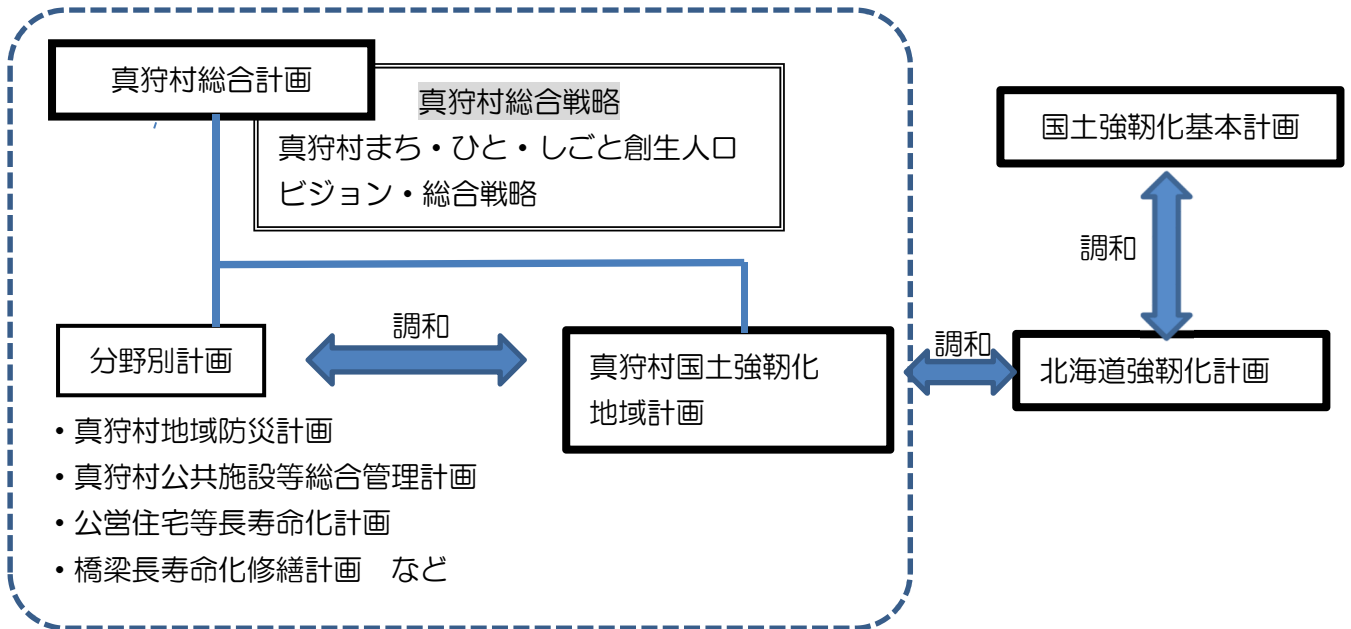 真狩村総合計画
真狩村総合戦略
真狩村まち・ひと・しごと創生人口
ビジョン・総合戦略
国土強靭化基本計画
調和
分野別計画
調和
真狩村国土強靭化
地域計画
調和
北海道強靭化計画
・真狩村地域防災計画
・真狩村公共施設等総合管理計画
・公営住宅等長寿命化計画
・橋梁長寿命化修繕計画　など